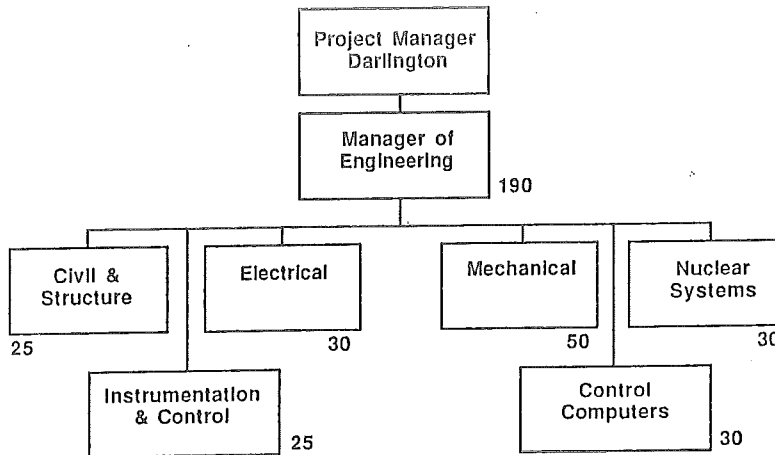 Project Manager
Darlington
Manager of
Engineering
190
Civil &
Structure
25
Electrical
30
Mechanical
50
Nuclear
Systems
30
Instrumentation
& Control
25
Control
Computers
30